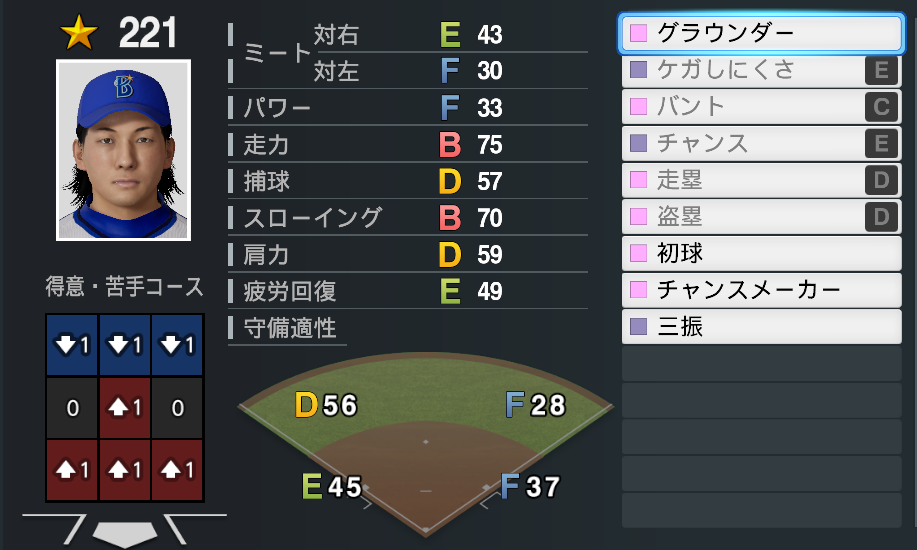 221
B
ミート
対右 E 43
対左 F 30
パワー F 33
走力 B 75
捕球 D 57
スローイング B 70
肩力 D 59
疲労回復 E 49
守備適性
D 56
F 28
E 45
F 37
得意・苦手コース
1 1 1
0 1 0
1 1 1
グラウンダー
ケガしにくさ E
バント C
チャンス E
走塁 D
盗塁 D
初球
チャンスメーカー
三振